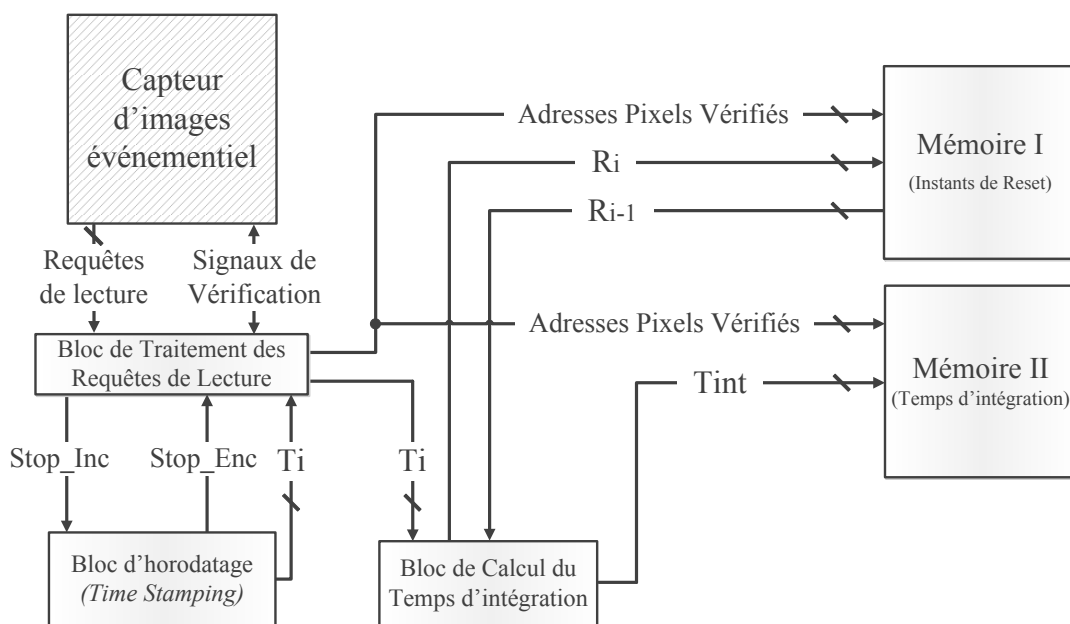 Capteur
d’images
événementiel
Adresses Pixels Vérifiés
Ri
Ri-1
Mémoire I
(Instants de Reset)
Requêtes
de lecture
Signaux de
Vérification
Bloc de Traitement des
Requêtes de Lecture
Adresses Pixels Vérifiés
Tint
Mémoire II
(Temps d’intégration)
Stop_Inc
Stop_Enc
Ti
Ti
Bloc d’horodatage
(Time Stamping)
Bloc de Calcul du
Temps d’intégration